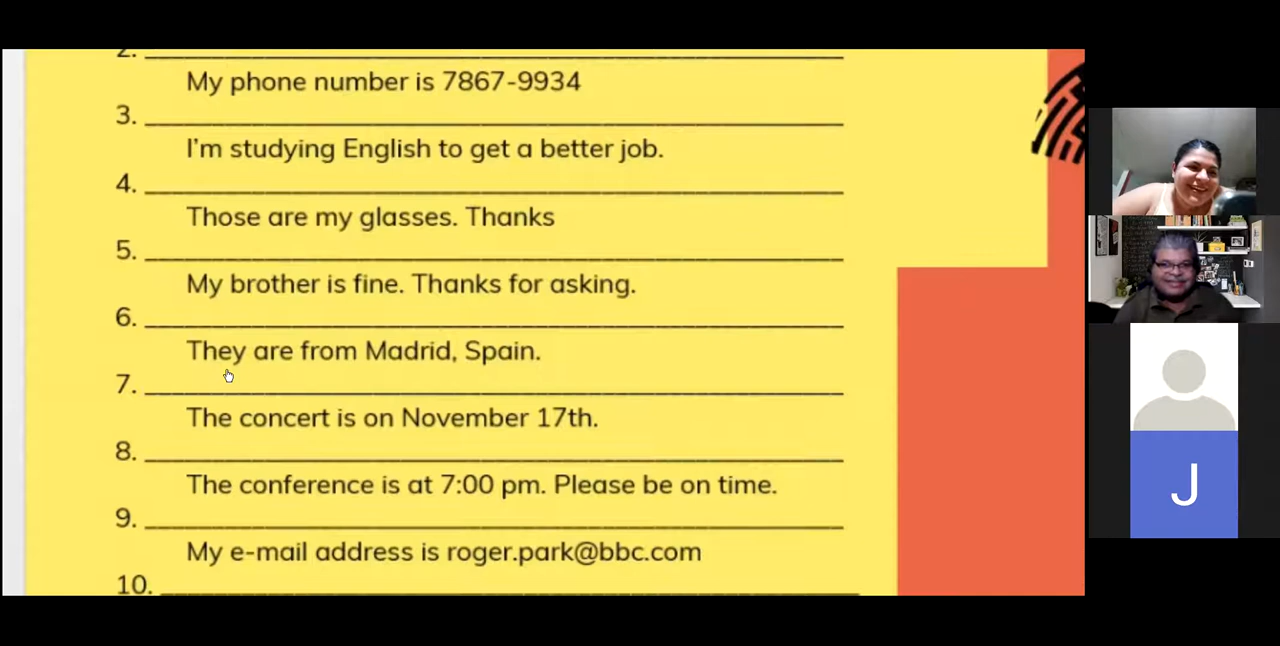 2.
My phone number is 7867-9934
3.
I'm studying English to get a better job.
4.
Those are my glasses. Thanks
5.
My brother is fine. Thanks for asking.
6.
They are from Madrid, Spain.
7.
The concert is on November 17th.
8.
The conference is at 7:00 pm. Please be on time.
9.
My e-mail address is roger.park@bbc.com
10.
J